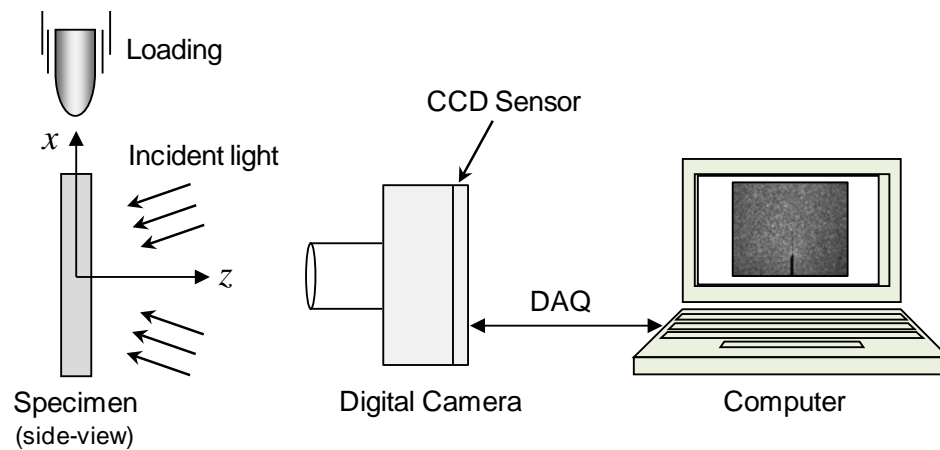 Loading
CCD Sensor
x
Incident light
z
DAQ
Specimen
(side-view)
Digital Camera
Computer